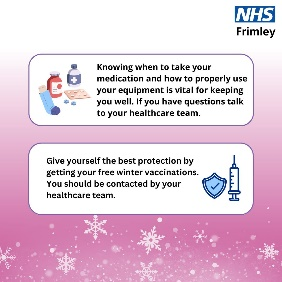 NHS
Frimley
Knowing when to take your
medication and how to properly use
your equipment is vital for keeping
you well. If you have questions talk
to your healthcare team.
Give yourself the best protection by
getting your free winter vaccinations.
You should be contacted by your
healthcare team.